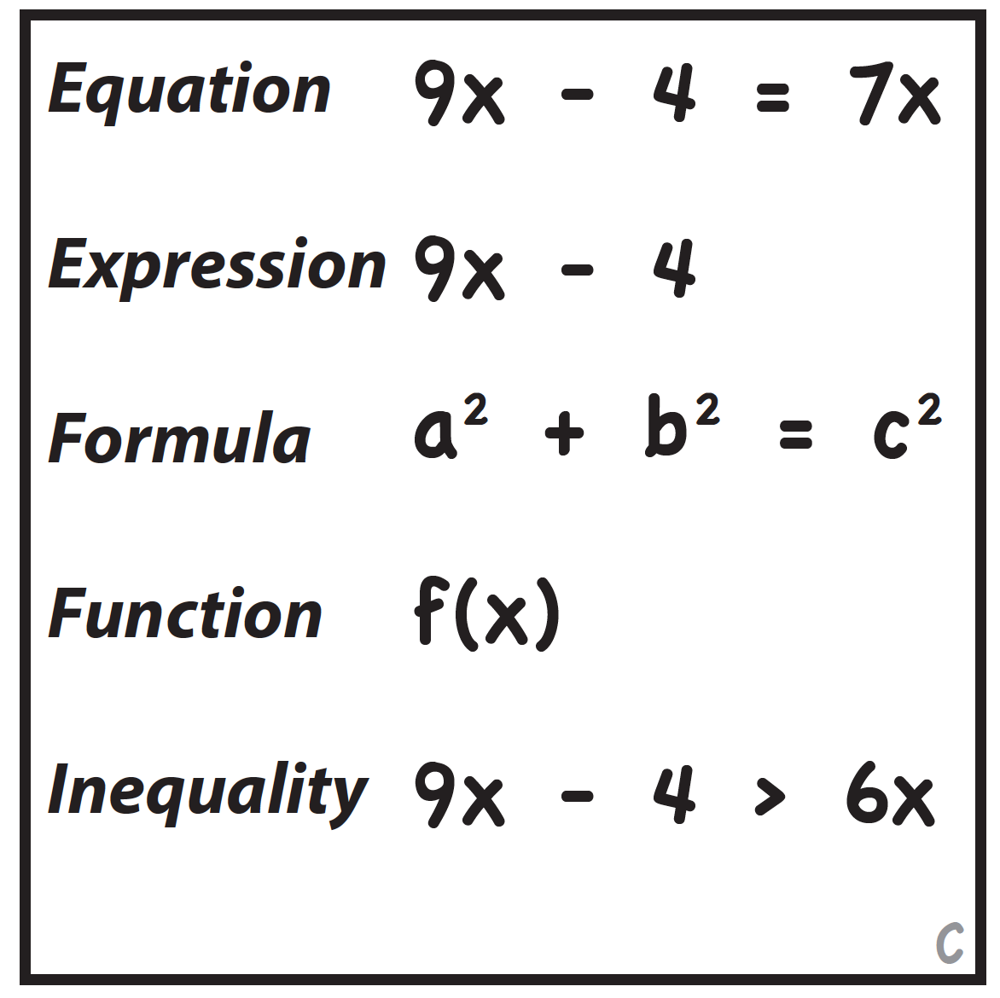 Equation 9x - 4 = 7x
Expression 9x - 4
Formula a² + b² = c²
Function f(x)
Inequality 9x - 4 > 6x
C